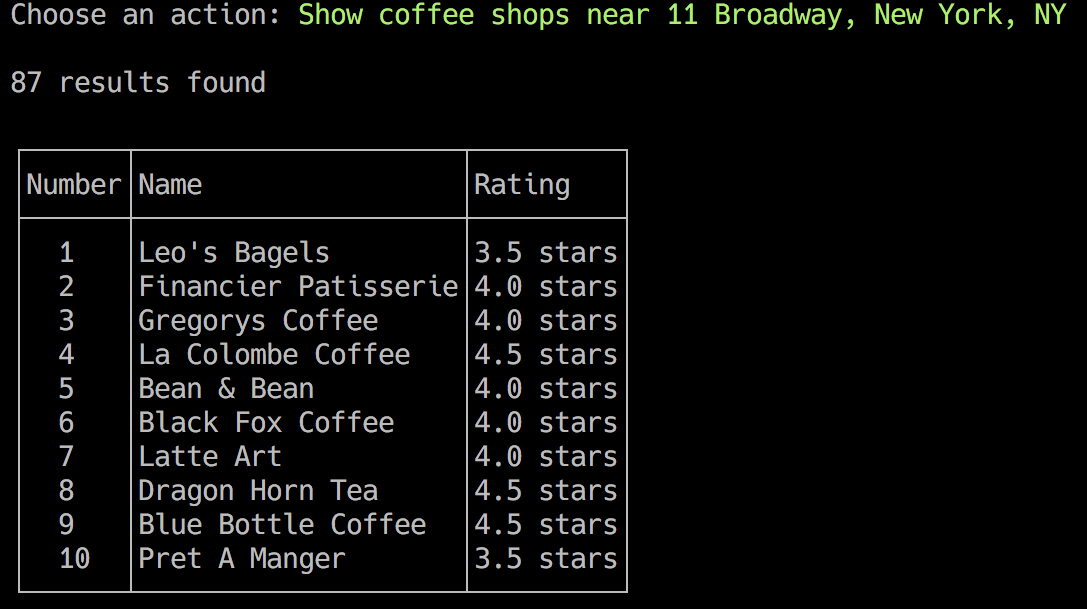 Choose an action: Show coffee shops near 11 Broadway, New York, NY
87 results found
Number Name Rating
1 Leo's Bagels 3.5 stars
2 Financier Patisserie 4.0 stars
3 Gregorys Coffee 4.0 stars
4 La Colombe Coffee 4.5 stars
5 Bean & Bean 4.0 stars
6 Black Fox Coffee 4.0 stars
7 Latte Art 4.0 stars
8 Dragon Horn Tea 4.5 stars
9 Blue Bottle Coffee 4.5 stars
10 Pret A Manger 3.5 stars